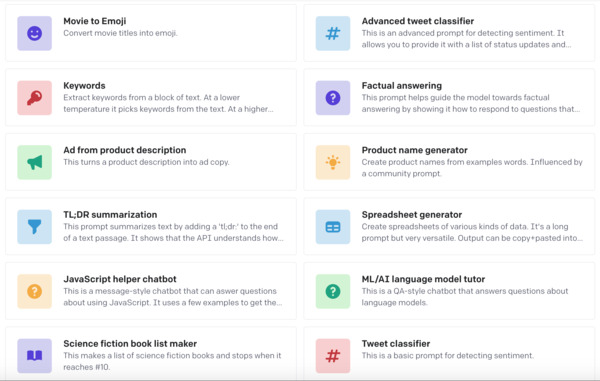 Movie to Emoji
Convert movie titles into emoji.
Advanced tweet classifier
This is an advanced prompt for detecting sentiment. It
allows you to provide it with a list of status updates and...
Keywords
Extract keywords from a block of text. At a lower
temperature it picks keywords from the text. At a higher...
Factual answering
This prompt helps guide the model towards factual
answering by showing it how to respond to questions that...
Ad from product description
This turns a product description into ad copy.
Product name generator
Create product names from examples words. Influenced by
a community prompt.
TL;DR summarization
This prompt summarizes text by adding a 'tl;dr:' to the end
of a text passage. It shows that the API understands how...
Spreadsheet generator
Create spreadsheets of various kinds of data. It's a long
prompt but very versatile. Output can be copy+pasted into...
JavaScript helper chatbot
This is a message-style chatbot that can aswer questions
about using JavaScript. It uses a few examples to get the...
ML/AI language model tutor
This is a QA-style chatbot that answers questions about
language models.
Science fiction book list maker
This makes a list of science fiction books and stops when it
reaches #10.
Tweet classifier
This is a basic prompt for detecting sentiment.